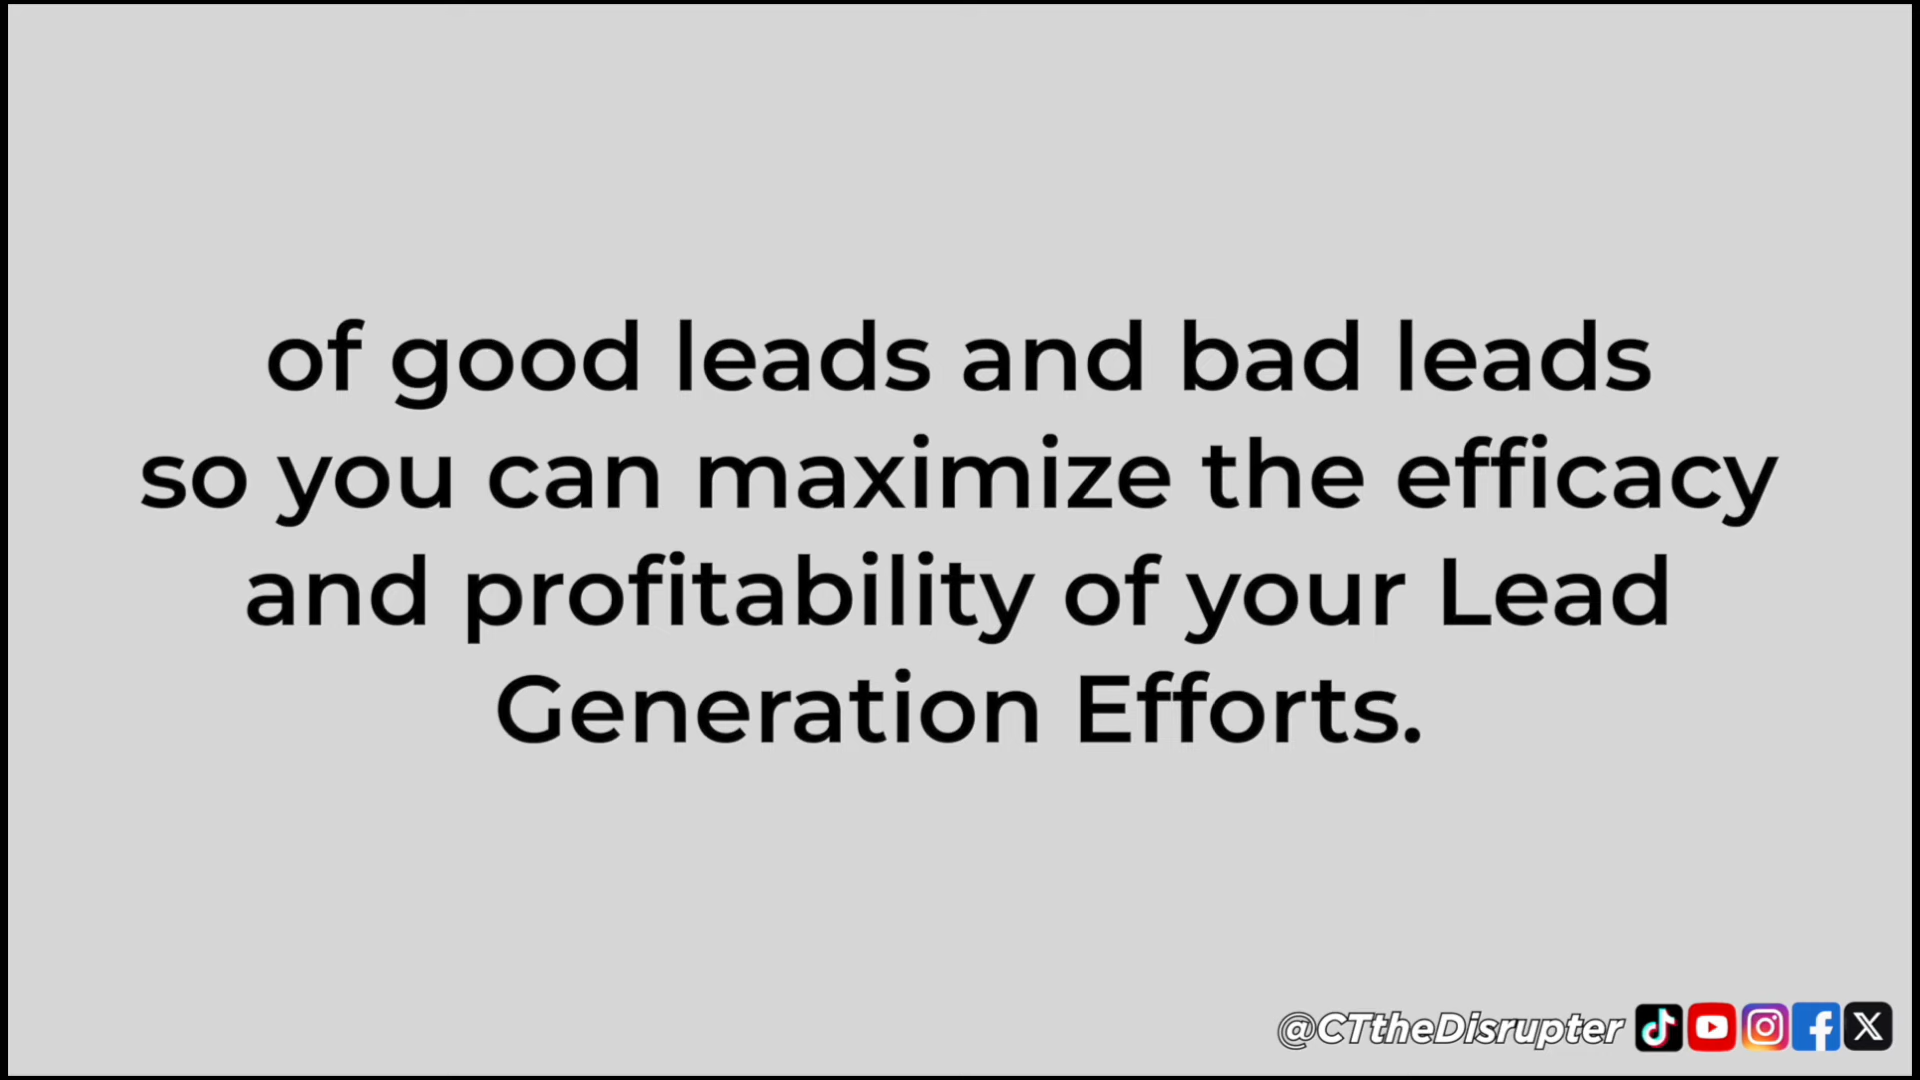 of good leads and bad leads
so you can maximize the efficacy
and profitability of your Lead
Generation Efforts.
@CTtheDisrupter